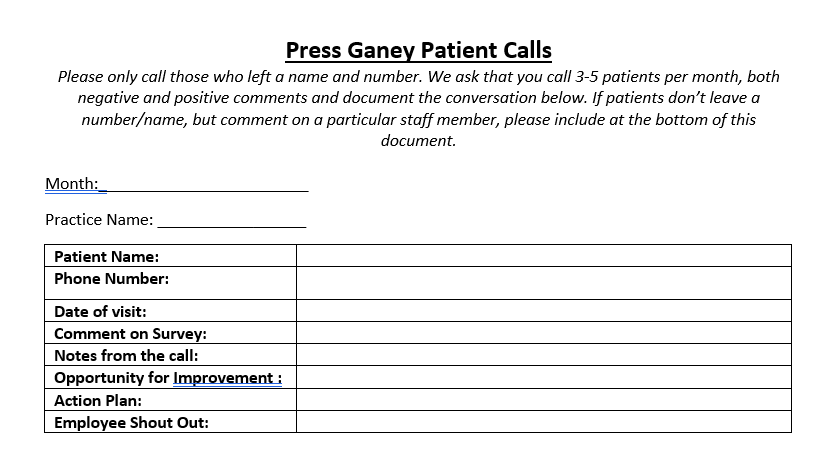 Press Ganey Patient Calls
Please only call those who left a name and number. We ask that you call 3-5 patients per month, both
negative and positive comments and document the conversation below. If patients don’t leave a
number/name, but comment on a particular staff member, please include at the bottom of this
document.
Month:_______________________
Practice Name: _________________
Patient Name:
Phone Number:
Date of visit:
Comment on Survey:
Notes from the call:
Opportunity for Improvement :
Action Plan:
Employee Shout Out: